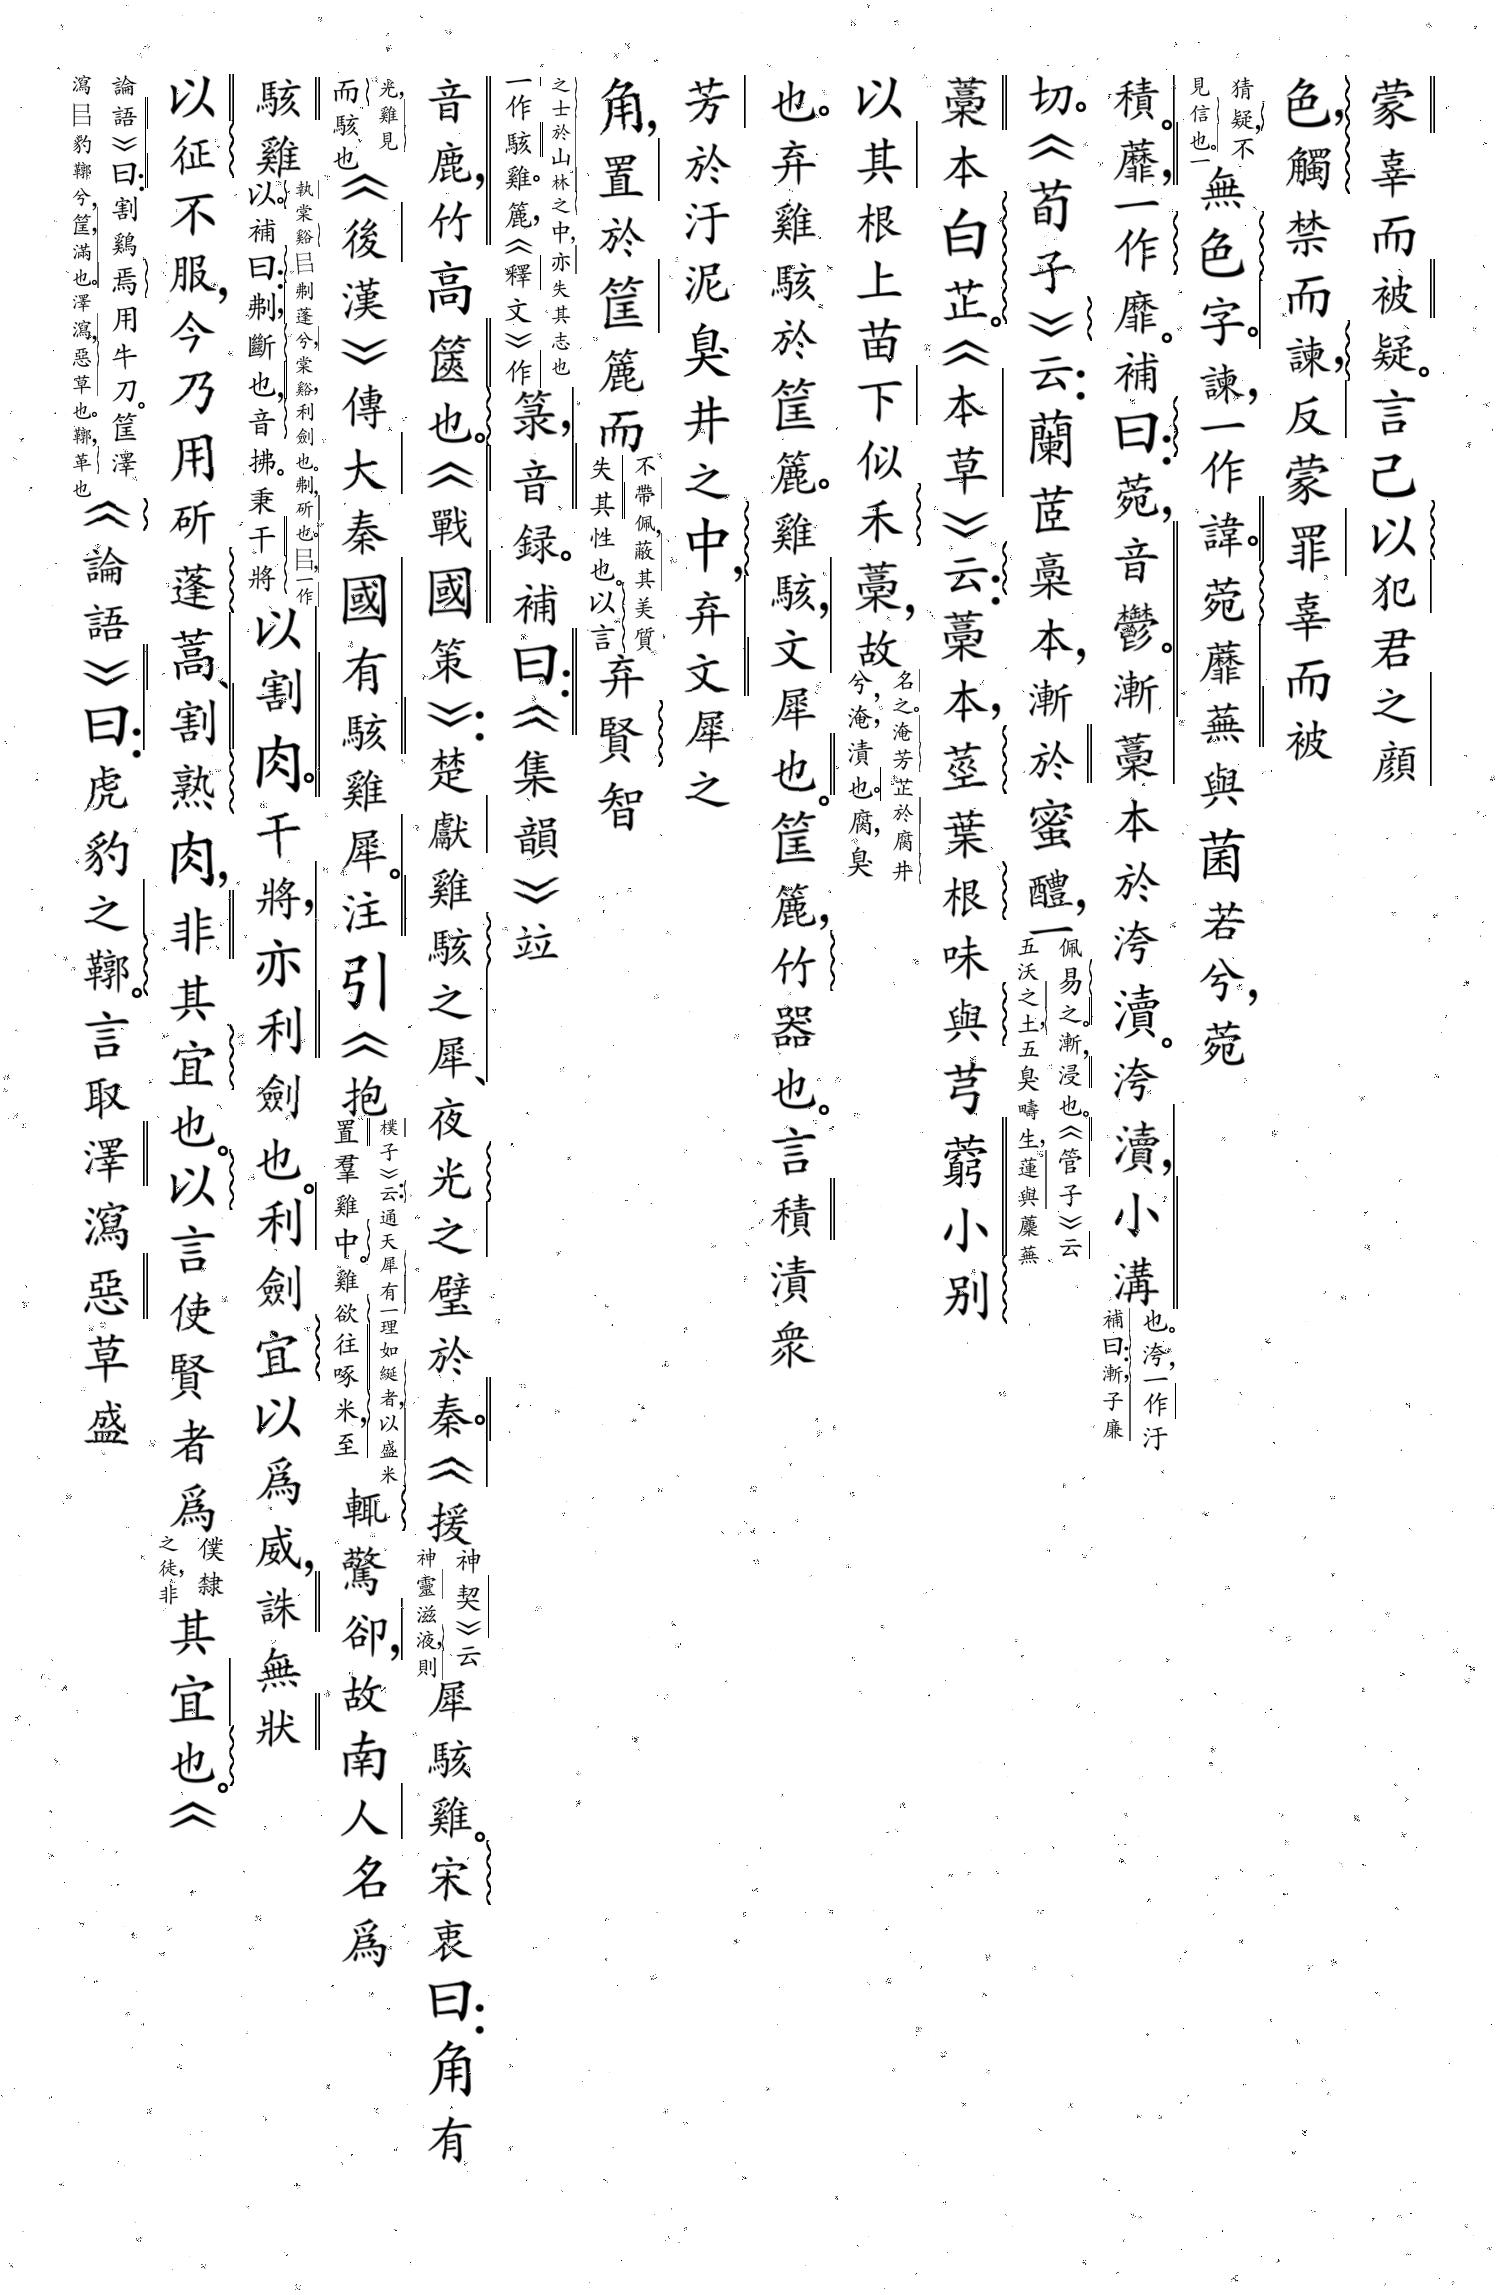 蒙辜而被疑。言己以犯君之顔
色,觸禁而諫,反蒙罪辜而被
猜疑,不
見信也。一
無色字。諫,一作諱。菀蘼蕪與菌若兮,菀
積。蘼,一作靡。補曰:菀,音鬱。漸藁本於洿瀆。洿瀆,小溝
也。洿,一作汙
補曰:漸,子廉
切。《荀子》云:蘭茝稾本,漸於蜜醴,一
佩易之。漸,浸也。《管子》云
五沃之土,五臭疇生,蓮與蘪蕪
藁本白芷。《本草》云:藁本,莖葉根味與芎藭小别
以其根上苗下似禾藁,故
名之。淹芳芷於腐井
兮,淹,漬也。腐,臭
也。弃雞駭於筐簏。雞駭,文犀也。筐簏,竹器也。言積漬衆
芳於汙泥臭井之中,弃文犀之
角,置於筐簏而
不帶佩,蔽其美質
失其性也。以言
弃賢智
之士於山林之中,亦失其志也
一作駭雞。簏,《釋文》作
箓,音録。補曰:《集韻》竝
音鹿,竹高篋也。《戰國策》:楚獻雞駭之犀、夜光之璧於秦。《援
神契》云
神靈滋液,則
犀駭雞。宋衷曰:角有
光,雞見
而駭也
《後漢》傳大秦國有駭雞犀。注引《抱
樸子》云:通天犀有一理如綖者,以盛米
置羣雞中。雞欲往啄米,至
輒驚卻,故南人名爲
駭雞
執棠谿㠯刜蓬兮,棠谿,利劍也。刜,斫也。㠯,一作
以。補曰:刜,斷也,音拂。秉干將
以割肉。干將,亦利劍也。利劍宜以爲威,誅無狀
以征不服,今乃用斫蓬蒿、割熟肉,非其宜也。以言使賢者爲
僕隸
之徒,非
其宜也。《
論語》曰:割鷄焉用牛刀。筐澤
瀉㠯豹鞹兮,筐,滿也。澤瀉,惡草也。鞹,革也
《論語》曰:虎豹之鞹。言取澤瀉惡草盛